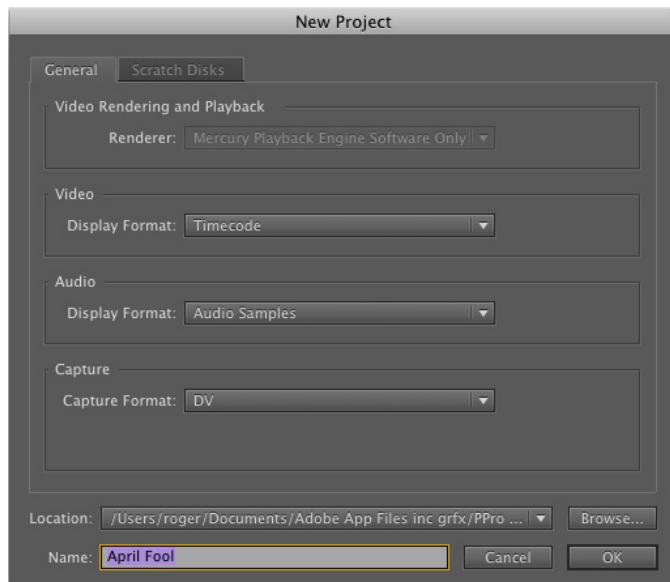 New Project
General Scratch Disks
Video Rendering and Playback
Renderer: Mercury Playback Engine Software Only
Video
Display Format: Timecode
Audio
Display Format: Audio Samples
Capture
Capture Format: DV
Location: /Users/roger/Documents/Adobe App Files inc grfx/PPro ... Browse...
Name: April Fool Cancel OK